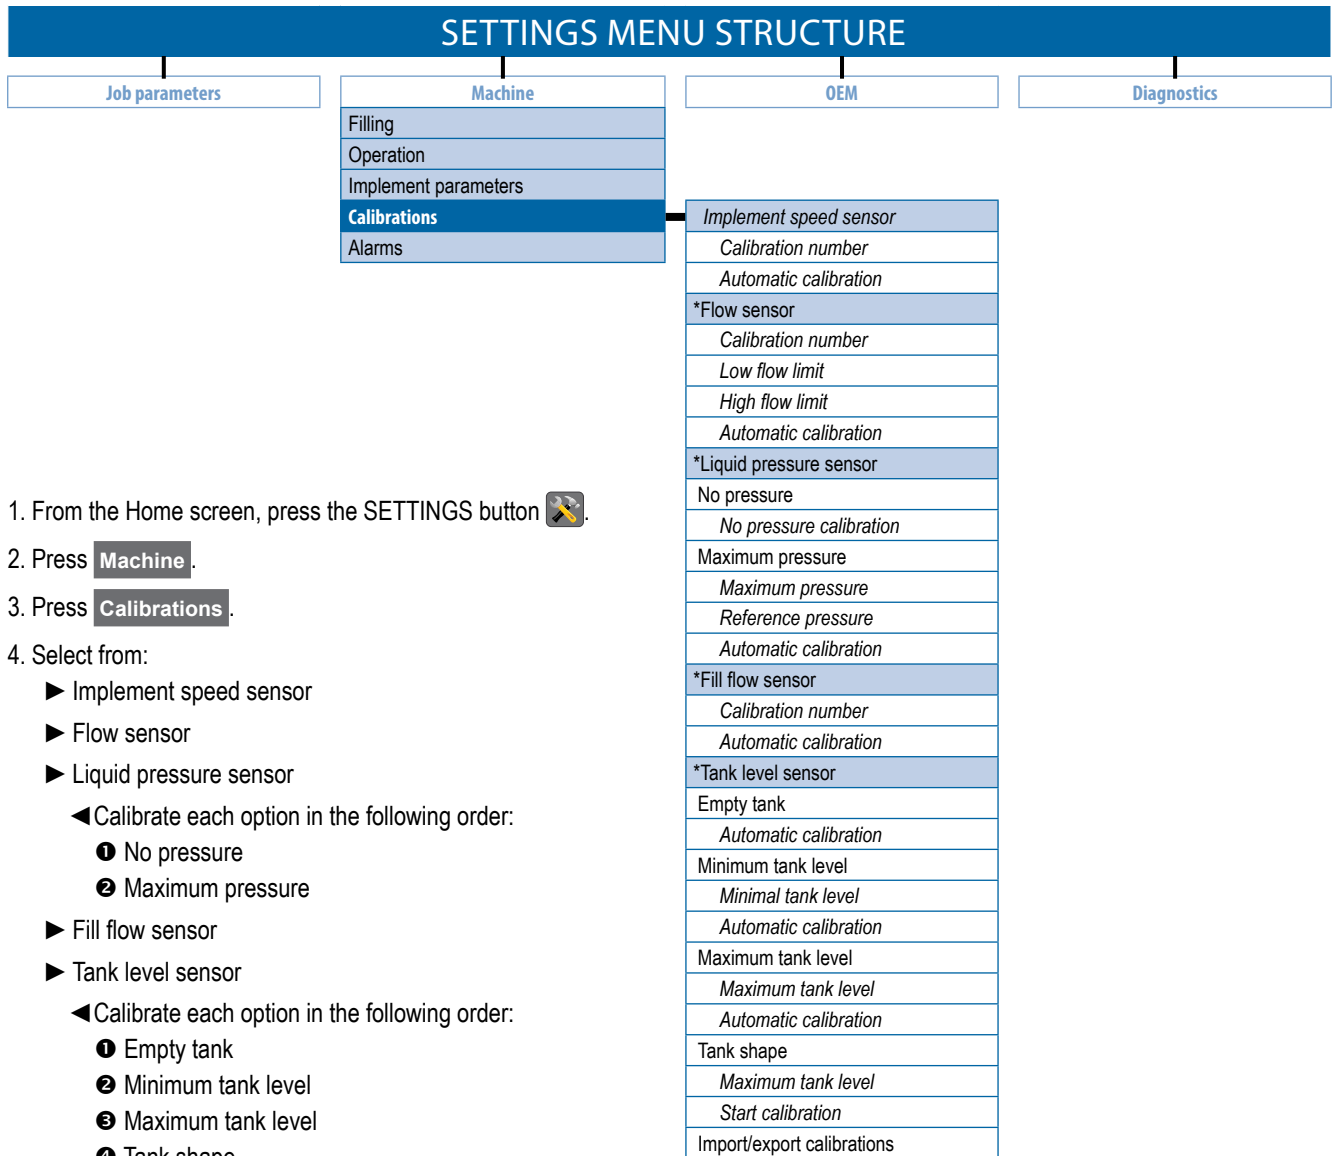 SETTINGS MENU STRUCTURE
Job parameters
Machine
OEM
Diagnostics
Filling
Operation
Implement parameters
Calibrations
Alarms
Implement speed sensor
Calibration number
Automatic calibration
*Flow sensor
Calibration number
Low flow limit
High flow limit
Automatic calibration
*Liquid pressure sensor
No pressure
No pressure calibration
Maximum pressure
Maximum pressure
Reference pressure
Automatic calibration
*Fill flow sensor
Calibration number
Automatic calibration
*Tank level sensor
Empty tank
Automatic calibration
Minimum tank level
Minimal tank level
Automatic calibration
Maximum tank level
Maximum tank level
Automatic calibration
Tank shape
Maximum tank level
Start calibration
Import/export calibrations
1. From the Home screen, press the SETTINGS button .
2. Press Machine .
3. Press Calibrations .
4. Select from:
►Implement speed sensor
►Flow sensor
►Liquid pressure sensor
◄Calibrate each option in the following order:
❶ No pressure
❷ Maximum pressure
►Fill flow sensor
►Tank level sensor
◄Calibrate each option in the following order:
❶ Empty tank
❷ Minimum tank level
❸ Maximum tank level
❹ Tank shape